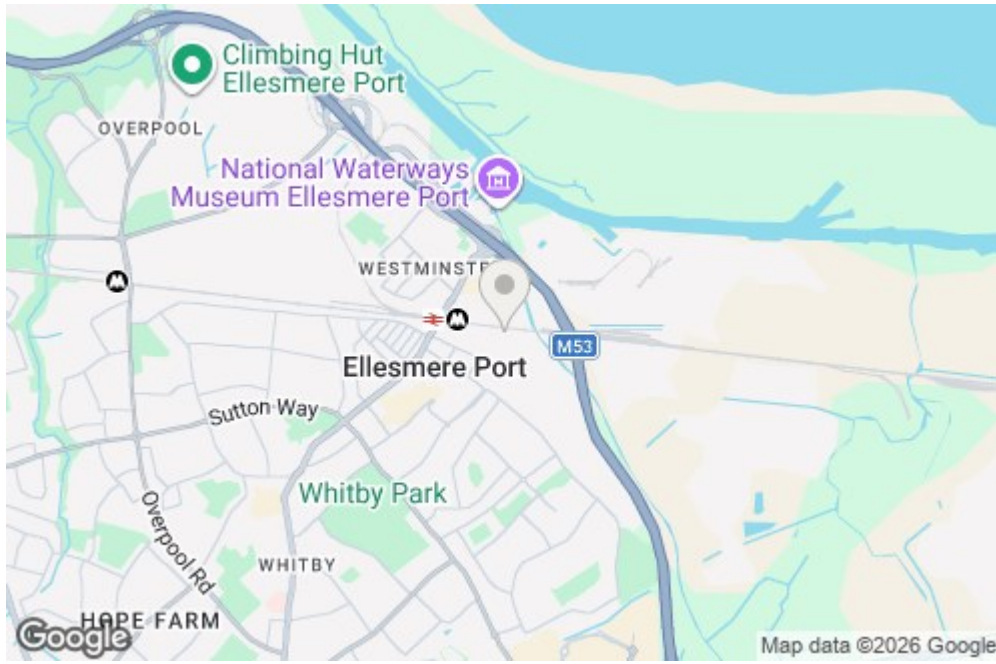 Climbing Hut
Ellesmere Port
OVERPOOL
National Waterways
Museum Ellesmere Port
WESTMINSTE
Ellesmere Port
M53
Sutton Way
Whitby Park
Overpool Rd
WHITBY
HOPE FARM
Google
Map data ©2026 Google